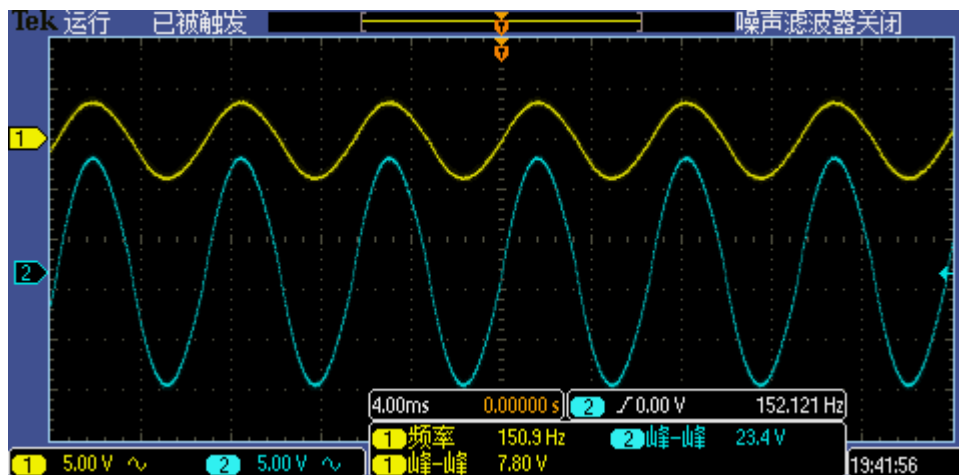 Tek 运行 已被触发 噪声滤波器关闭
T
T
1
2
4.00ms 0.00000 s 2 ƒ 0.00 V 152.121 Hz
1 频率 150.9 Hz 2 峰-峰 23.4 V
1 5.00 V ∿ 2 5.00 V ∿ 1 峰-峰 7.80 V 19:41:56